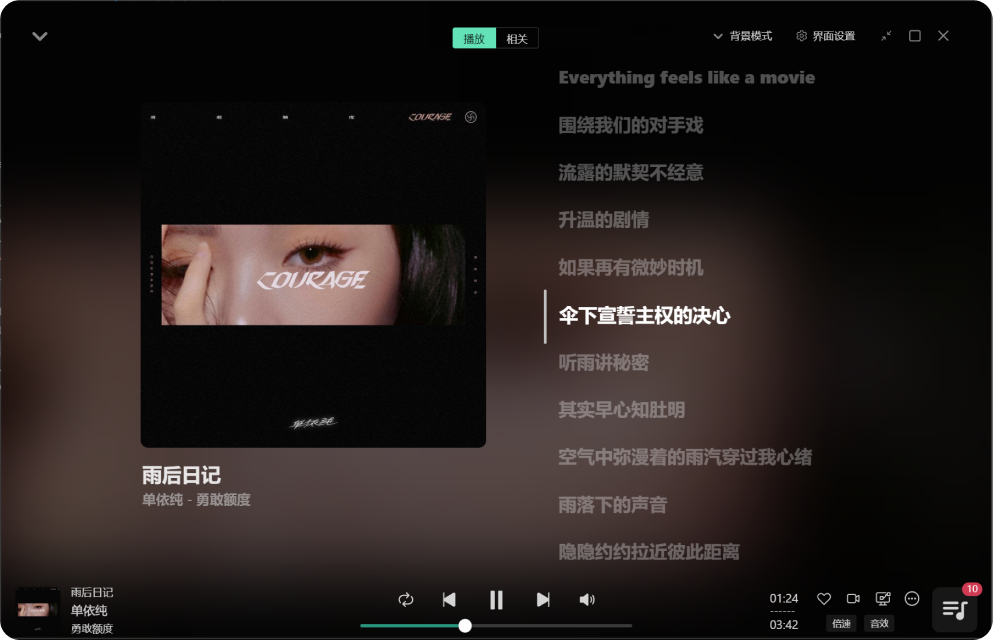 播放
相关
背景模式
界面设置
COURAGE
COURAGE
雨后日记
单依纯 - 勇敢额度
Everything feels like a movie
围绕我们的对手戏
流露的默契不经意
升温的剧情
如果再有微妙时机
伞下宣誓主权的决心
听雨讲秘密
其实早心知肚明
空气中弥漫着的雨汽穿过我心绪
雨落下的声音
隐隐约约拉近彼此距离
雨后日记
单依纯
勇敢额度
01:24
------
03:42
倍速
音效
10